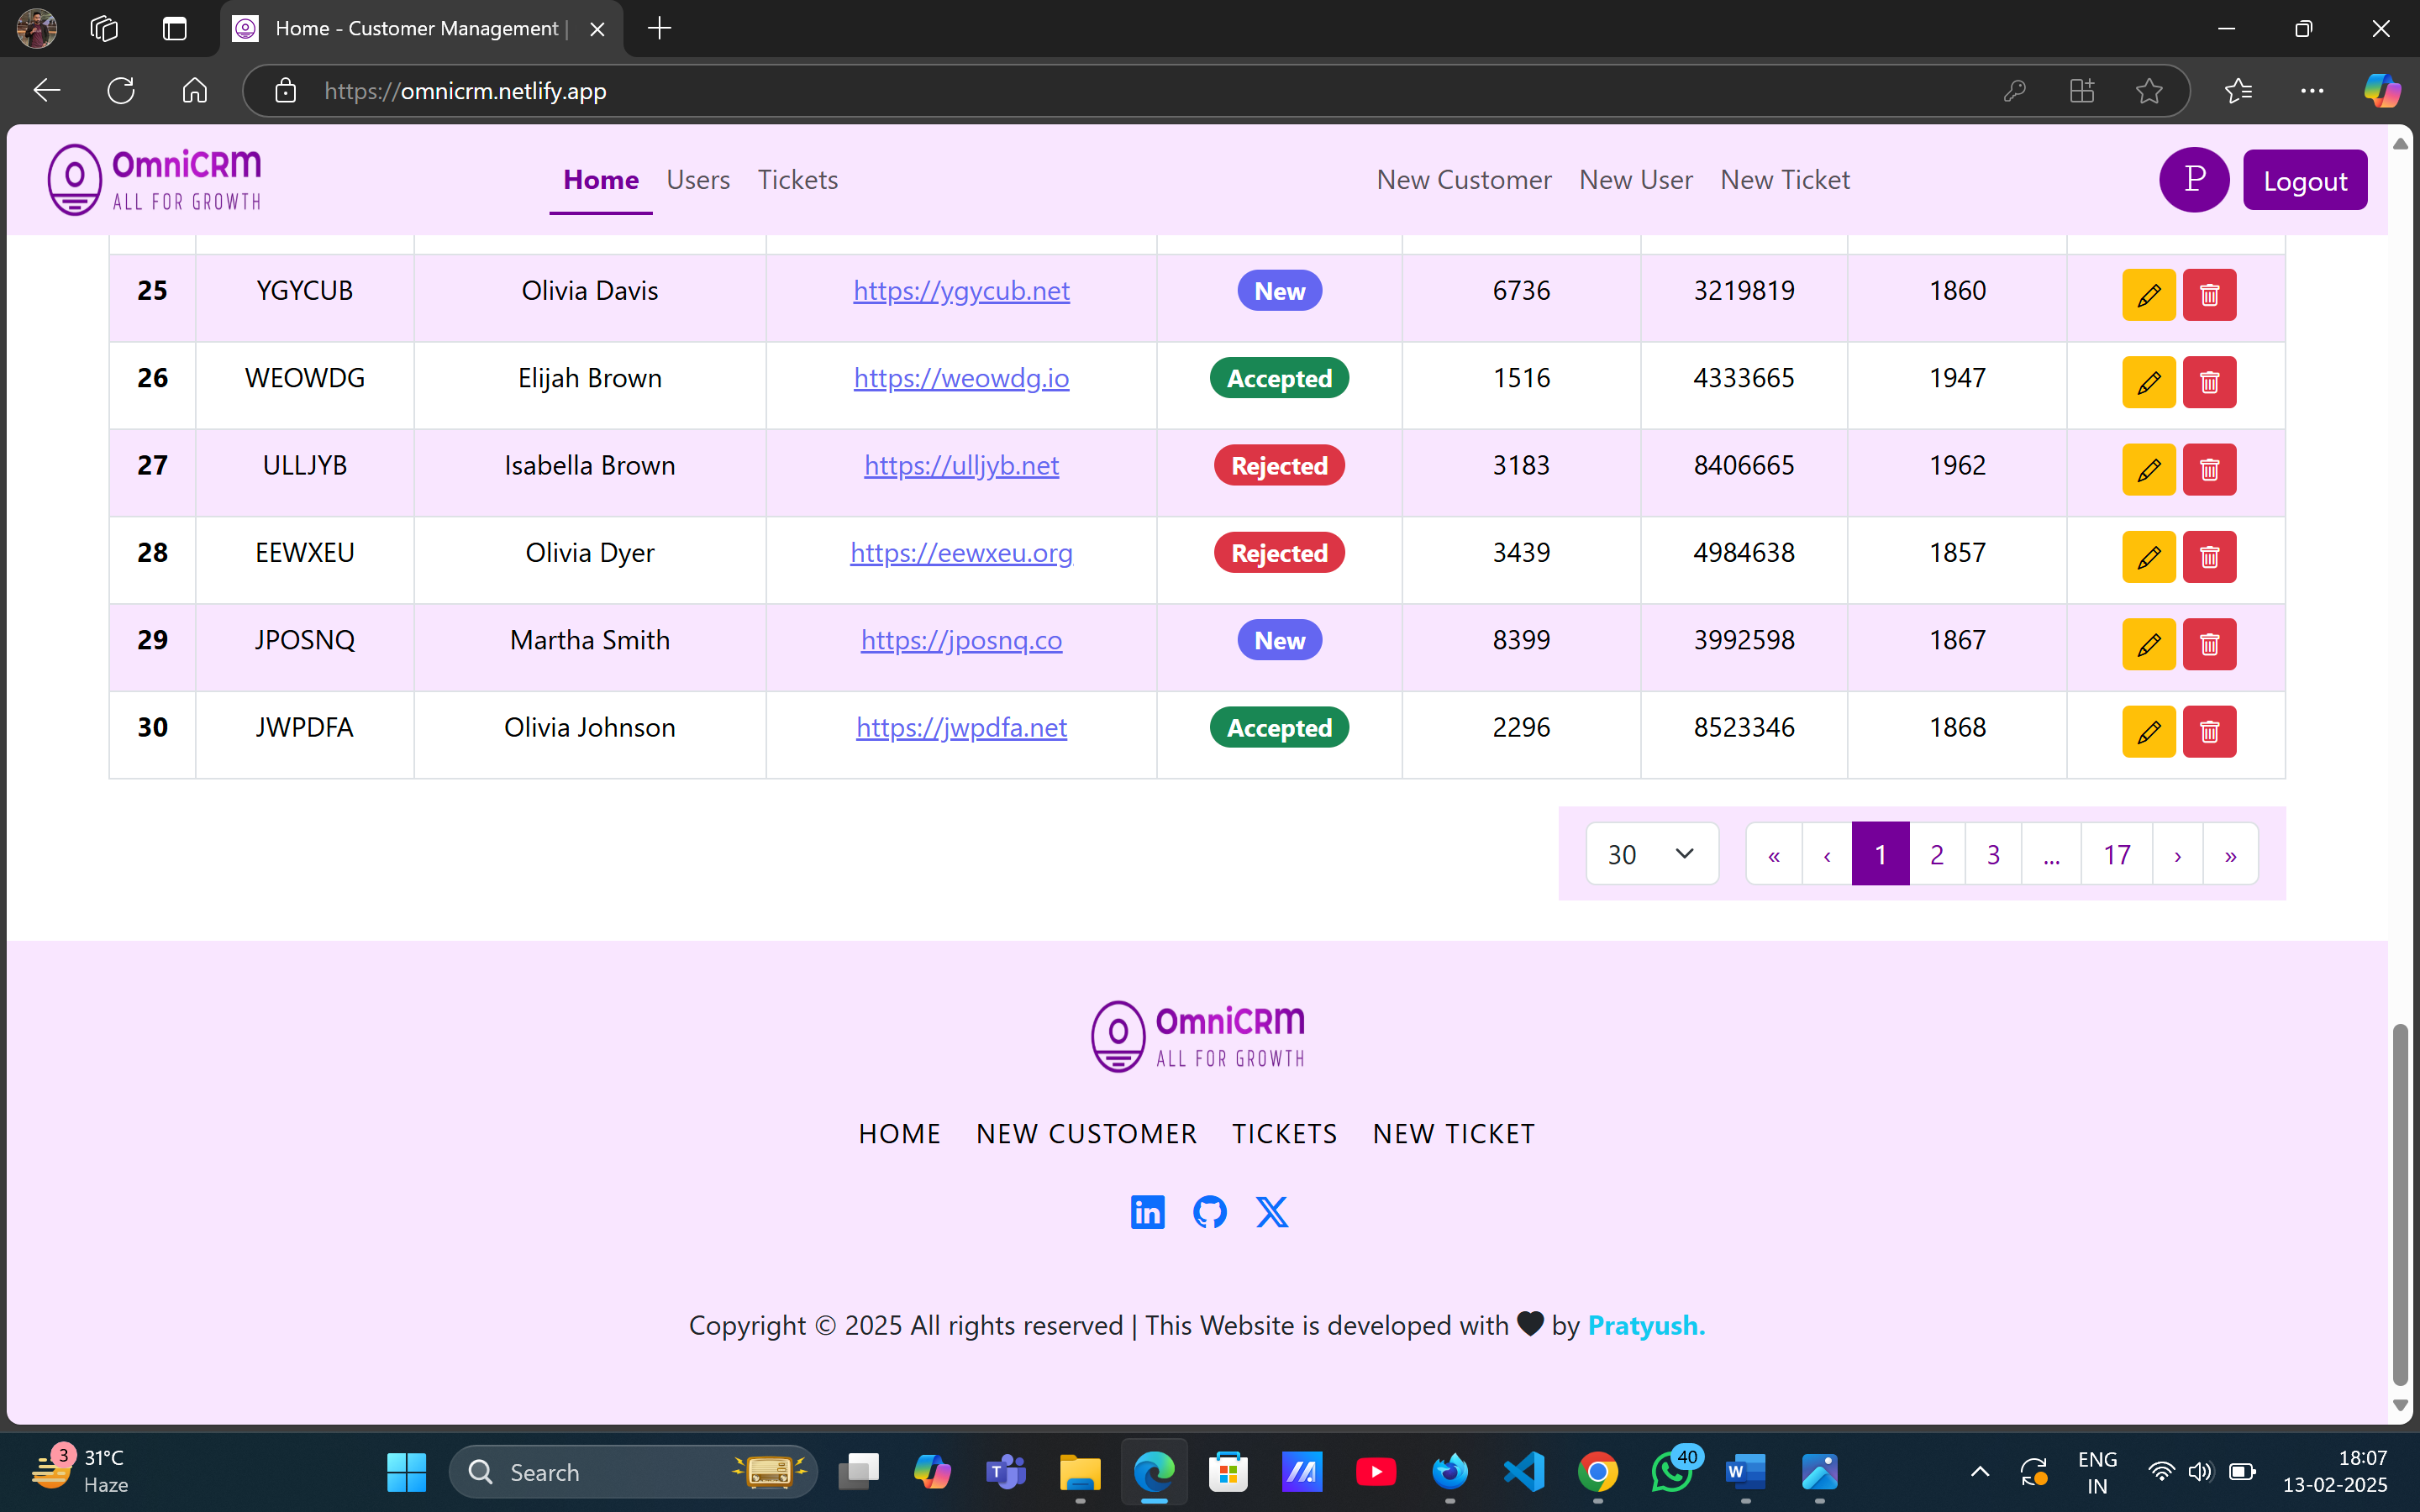 Home - Customer Management |
https://omnicrm.netlify.app
OmniCRM
ALL FOR GROWTH
Home Users Tickets New Customer New User New Ticket P Logout
25 YGYCUB Olivia Davis https://ygycub.net New 6736 3219819 1860
26 WEOWDG Elijah Brown https://weowdg.io Accepted 1516 4333665 1947
27 ULLJYB Isabella Brown https://ulljyb.net Rejected 3183 8406665 1962
28 EEWXEU Olivia Dyer https://eewxeu.org Rejected 3439 4984638 1857
29 JPOSNQ Martha Smith https://jposnq.co New 8399 3992598 1867
30 JWPDFA Olivia Johnson https://jwpdfa.net Accepted 2296 8523346 1868
30 « ‹ 1 2 3 ... 17 › »
OmniCRM
ALL FOR GROWTH
HOME NEW CUSTOMER TICKETS NEW TICKET
in X
Copyright © 2025 All rights reserved | This Website is developed with 🖤 by Pratyush.
3 31°C
Haze
Search
T
W
40
ENG
IN
18:07
13-02-2025